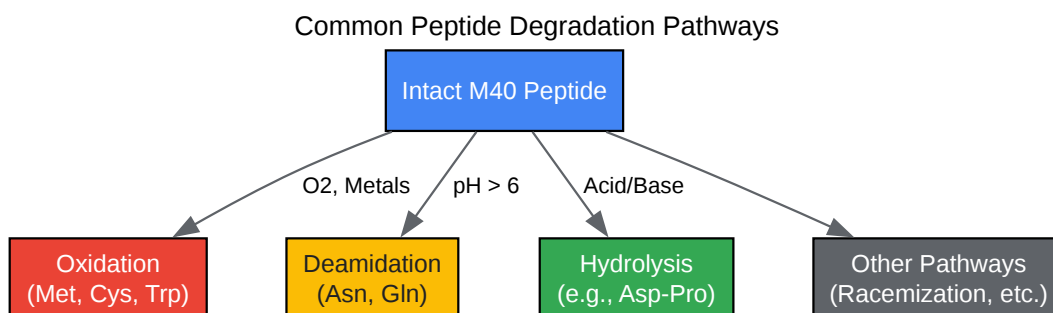 Common Peptide Degradation Pathways
Intact M40 Peptide
O2, Metals
pH > 6
Acid/Base
Oxidation
(Met, Cys, Trp)
Deamidation
(Asn, Gln)
Hydrolysis
(e.g., Asp-Pro)
Other Pathways
(Racemization, etc.)